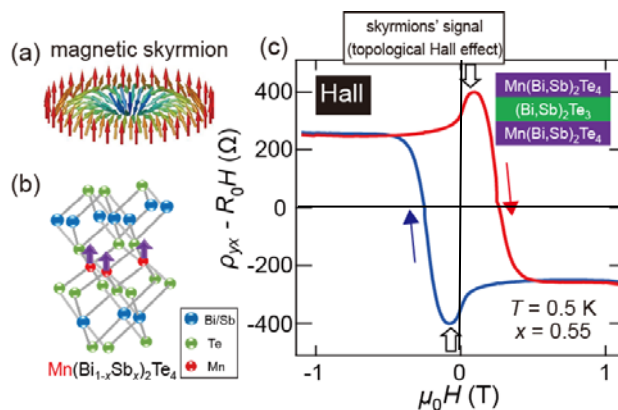 (a)
magnetic skyrmion
(b)
Bi/Sb
Te
Mn
Mn(Bi₁₋ₓSbₓ)₂Te₄
(c)
skyrmions' signal
(topological Hall effect)
Hall
Mn(Bi,Sb)₂Te₄
(Bi,Sb)₂Te₃
Mn(Bi,Sb)₂Te₄
400
200
0
-200
-400
ρyx - R₀H (Ω)
T = 0.5 K
x = 0.55
-1
0
1
μ₀H (T)